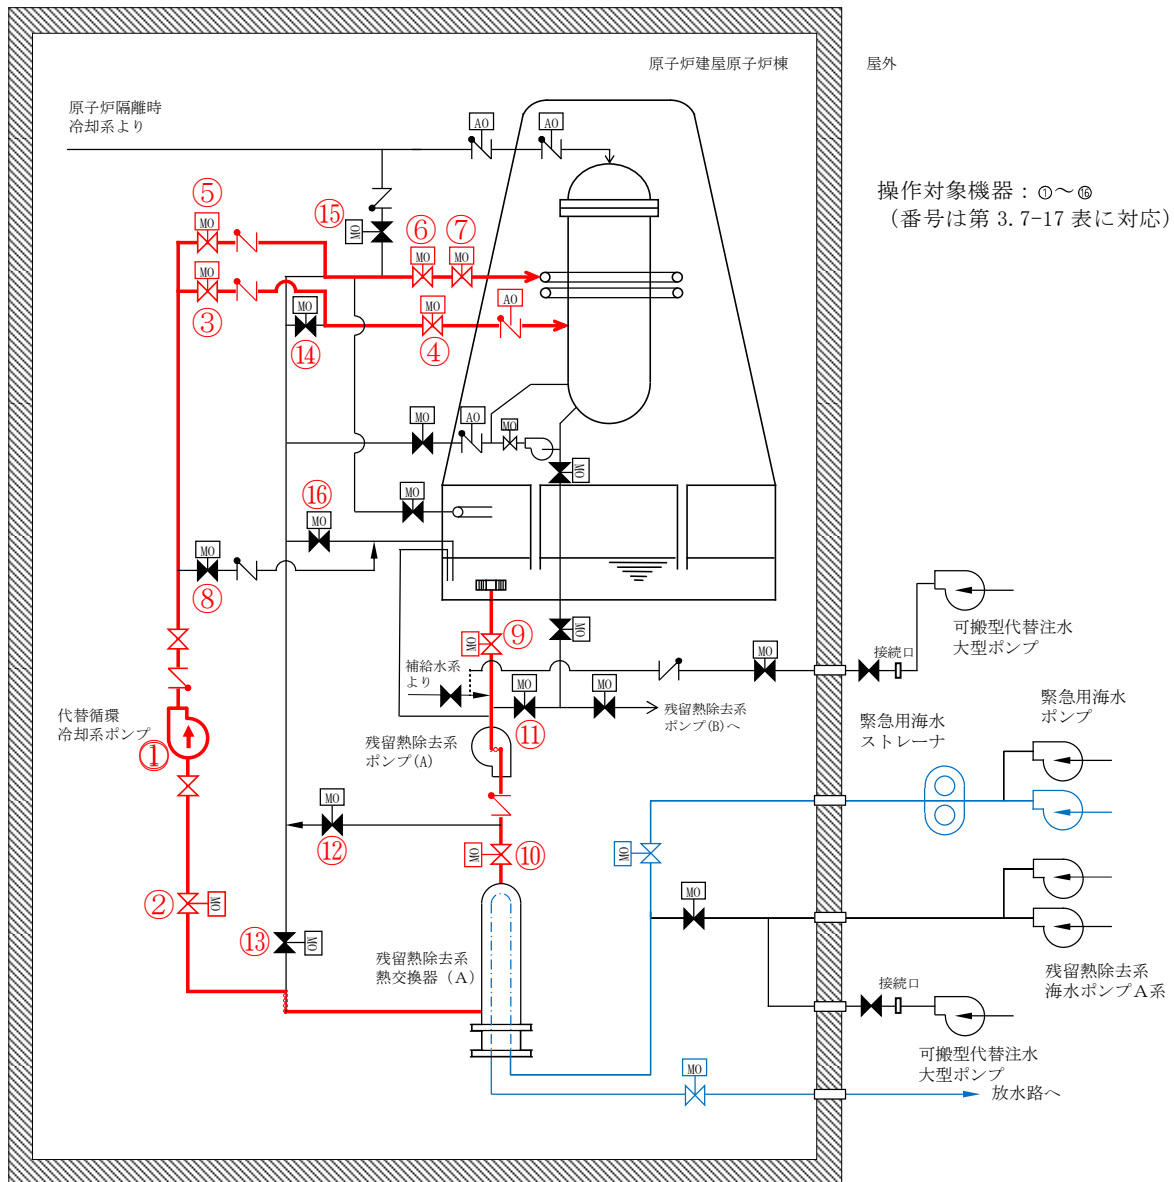 原子炉建屋原子炉棟
屋外
原子炉隔離時
冷却系より
AO
AO
操作対象機器：①～⑯
（番号は第 3.7-17 表に対応）
⑤
MO
⑮
MO
⑥
MO
⑦
MO
③
MO
⑭
MO
④
MO
AO
MO
AO
MO
MO
MO
⑯
MO
⑧
MO
⑨
MO
MO
補給水系
より
MO
MO
⑪
残留熱除去系
ポンプ(B)へ
MO
接続口
可搬型代替注水
大型ポンプ
代替循環
冷却系ポンプ
①
残留熱除去系
ポンプ(A)
緊急用海水
ストレーナ
緊急用海水
ポンプ
MO
⑫
MO
⑩
MO
MO
②
MO
⑬
MO
残留熱除去系
熱交換器（A）
残留熱除去系
海水ポンプA系
接続口
可搬型代替注水
大型ポンプ
MO
放水路へ